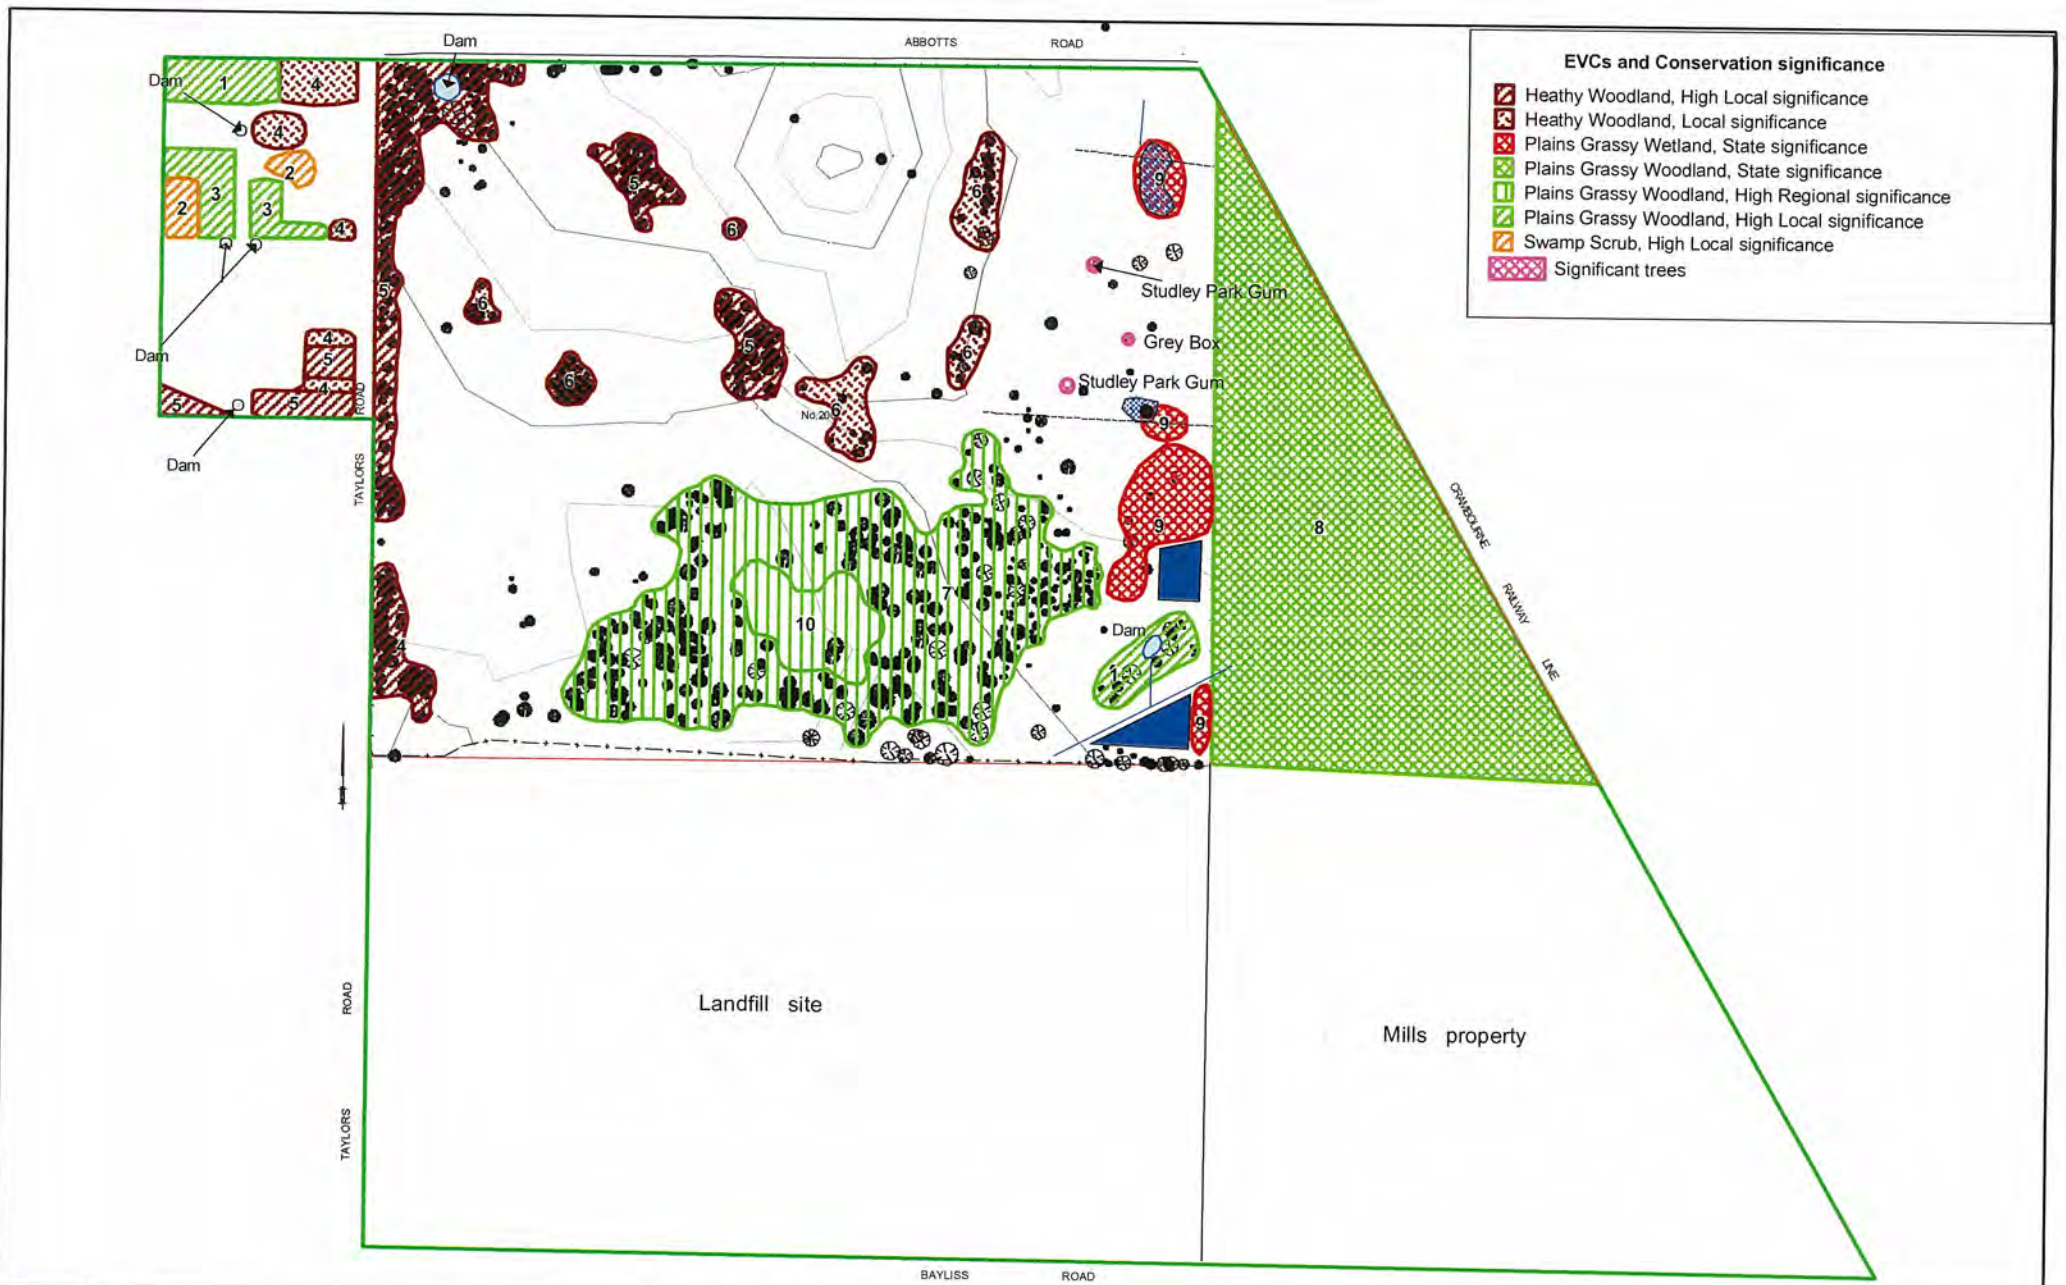 Dam
ABBOTTS ROAD
EVCs and Conservation significance
Heathy Woodland, High Local significance
Heathy Woodland, Local significance
Plains Grassy Wetland, State significance
Plains Grassy Woodland, State significance
Plains Grassy Woodland, High Regional significance
Plains Grassy Woodland, High Local significance
Swamp Scrub, High Local significance
Significant trees
Dam
1
4
4
2
3
2
3
4
5
6
6
9
5
6
Studley Park Gum
Grey Box
Studley Park Gum
Dam
4
5
4
5
5
ROAD
6
5
6
6
No.20
9
Dam
TAYLORS
9
8
CRAMBOURNE
RAILWAY
LINE
7
10
4
Dam
1
9
Landfill site
Mills property
ROAD
TAYLORS
BAYLISS ROAD